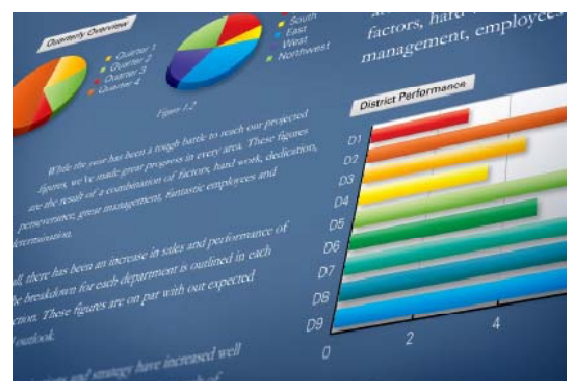 Quarterly Overview
Quarter 1
Quarter 2
Quarter 3
Quarter 4
South
East
West
Northwest
Figure 1.2
While the year has been a tough battle to reach our projected
figures, we've made great progress in every area. These figures
are the result of a combination of factors, hard work, dedication,
perseverance, great management, fantastic employees and
determination.
there has been an increase in sales and performance of
breakdown for each department is outlined in each
These figures are on par with our expected
outlook.
and strategy have increased well
factors, hard
management, employees
District Performance
D1
D2
D3
D4
D5
D6
D7
D8
D9
0
2
4